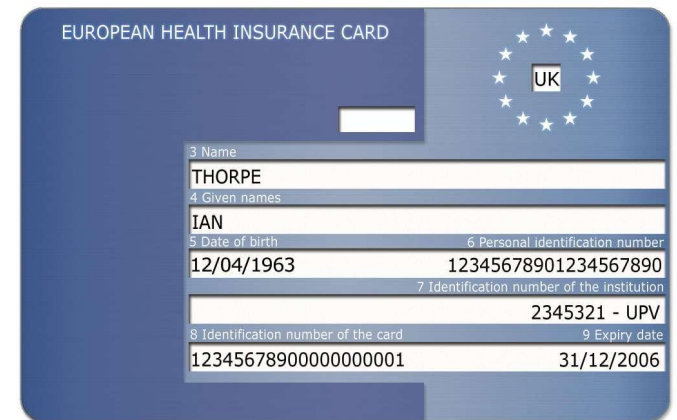 EUROPEAN HEALTH INSURANCE CARD
UK
3 Name
THORPE
4 Given names
IAN
5 Date of birth 6 Personal identification number
12/04/1963 12345678901234567890
7 Identification number of the institution
2345321 - UPV
8 Identification number of the card 9 Expiry date
12345678900000000001 31/12/2006